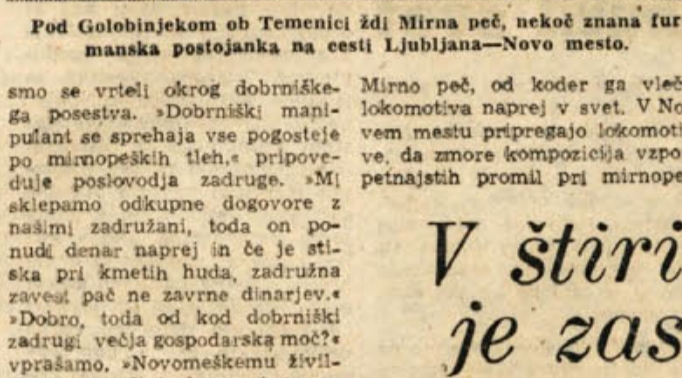 Pod Golobinjekom ob Temenici ždi Mirna peč, nekoč znana fur
manska postojanka na cesti Ljubljana—Novo mesto.
smo se vrteli okrog dobrniške-
ga posestva. »Dobrniški mani-
pulant se sprehaja vse pogosteje
po mirnopeških tleh,« pripove-
duje poslovodja zadruge. »Mi
sklepamo odkupne dogovore z
našimi zadružani, toda on po-
nudi denar naprej in če je sti-
ska pri kmetih huda, zadružna
zavest pač ne zavrne dinarjev.«
»Dobro, toda od kod dobrniški
zadrugi večja gospodarska moč?«
vprašamo. »Novomeškemu živil-
Mirno peč, od koder ga vleč
lokomotiva naprej v svet. V No
vem mestu pripregajo lokomoti
ve, da zmore kompozicija vzpo
petnajstih promil pri mirnope
V štiri
je zas